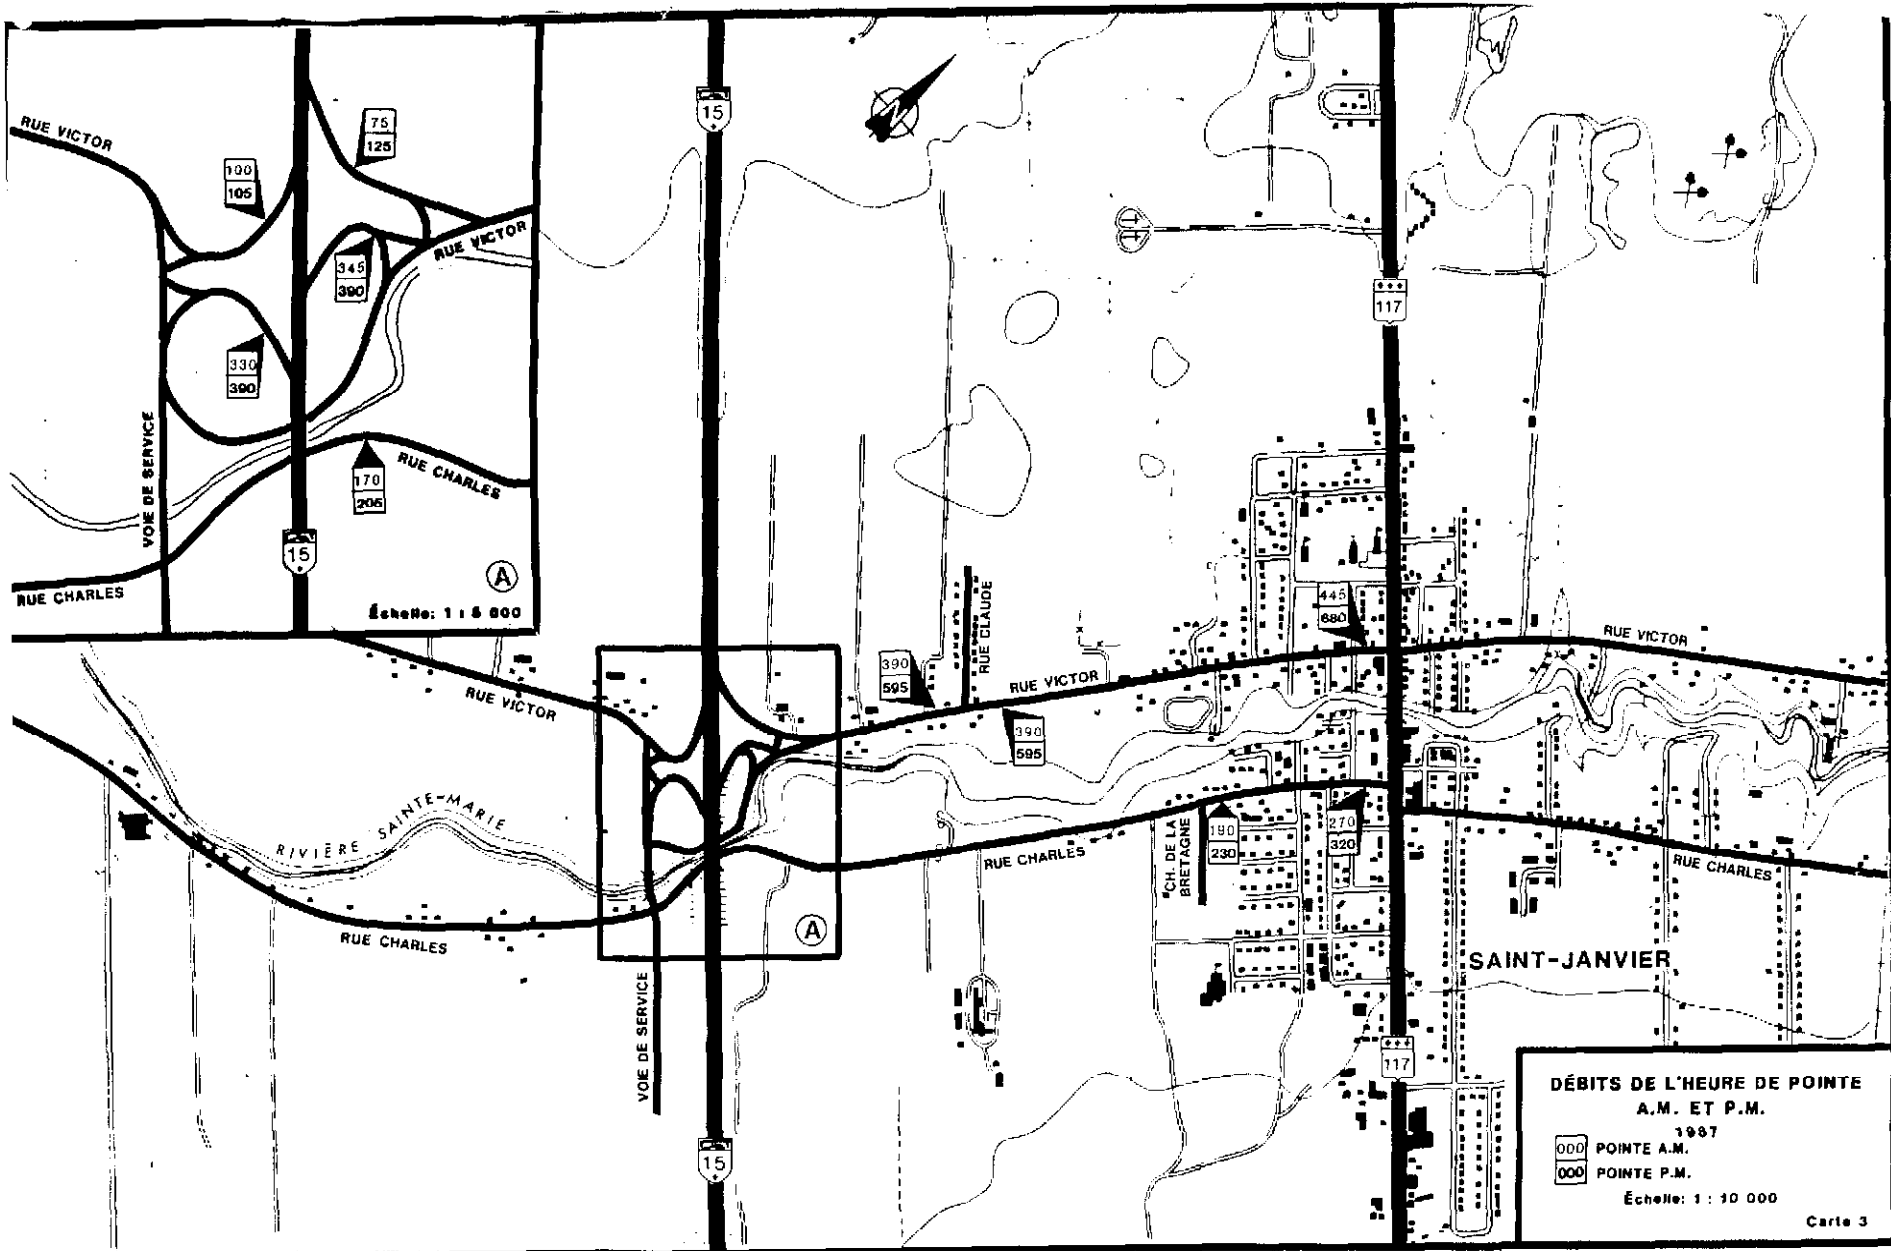 RUE VICTOR
75
125
100
105
RUE VICTOR
345
390
330
390
VOIE DE SERVICE
170
205
RUE CHARLES
15
A
RUE CHARLES
Échelle: 1 : 5 000
15
117
RUE CLAUDE
445
680
RUE VICTOR
390
595
RUE VICTOR
RUE VICTOR
390
595
RIVIÈRE SAINTE-MARIE
CH. DE LA
BRETAGNE
190
230
270
320
RUE CHARLES
RUE CHARLES
RUE CHARLES
A
SAINT-JANVIER
VOIE DE SERVICE
117
15
DÉBITS DE L'HEURE DE POINTE
A.M. ET P.M.
1987
000 POINTE A.M.
000 POINTE P.M.
Échelle: 1 : 10 000
Carte 3